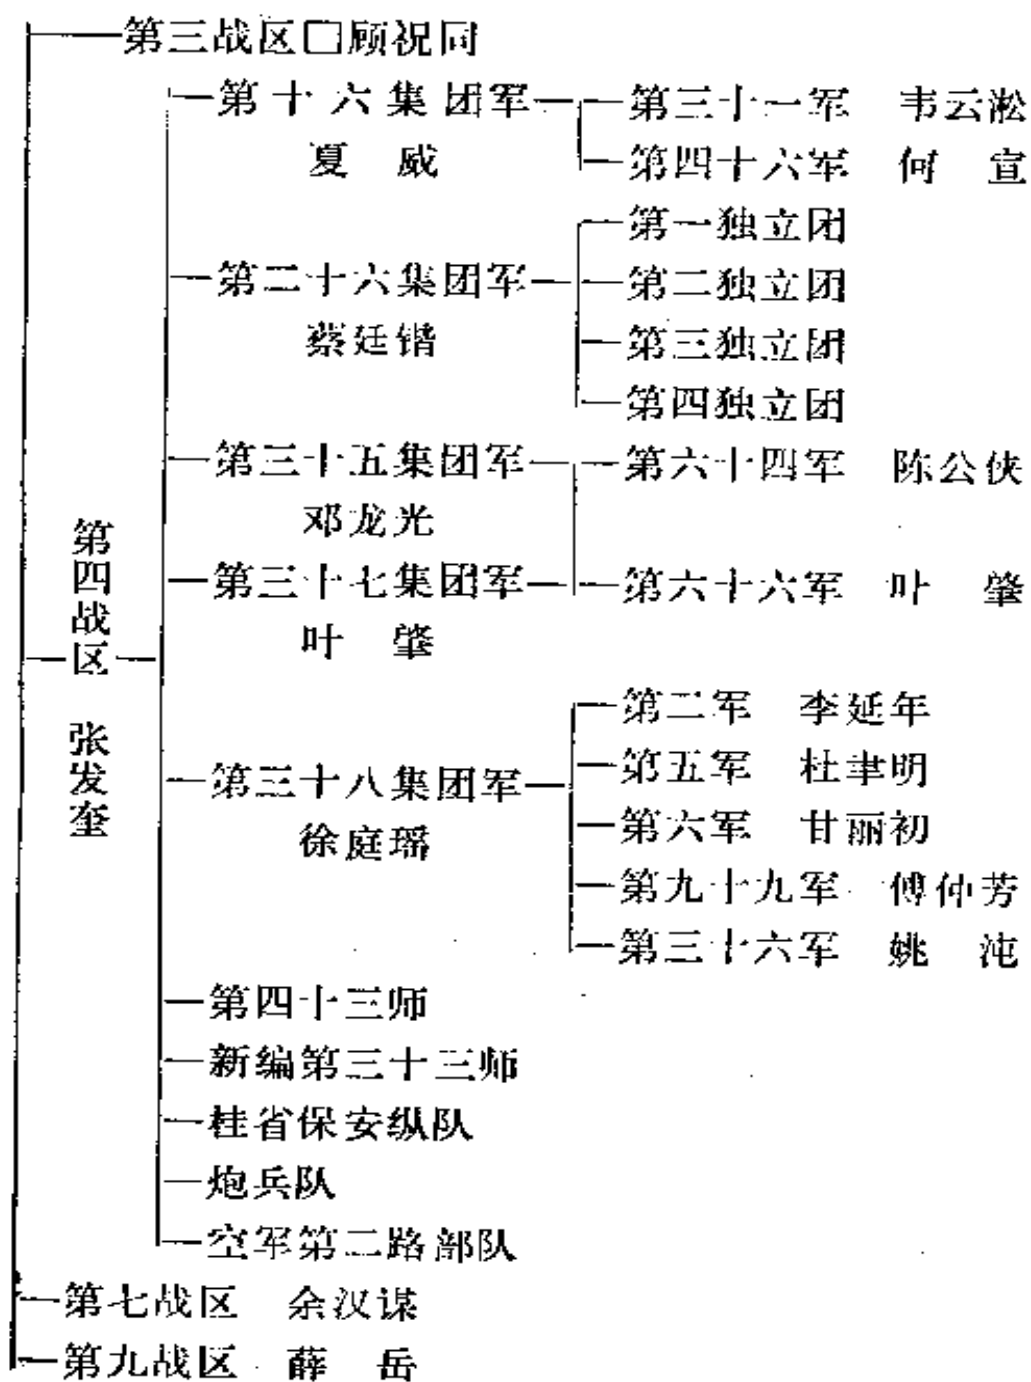 第三战区□顾祝同
第十六集团军
夏 威
第三十一军 韦云淞
第四十六军 何 宣
第二十六集团军
蔡廷锴
第一独立团
第二独立团
第三独立团
第四独立团
第三十五集团军
邓龙光
第六十四军 陈公侠
第三十七集团军
叶 肇
第六十六军 叶 肇
第四战区 张发奎
第三十八集团军
徐庭瑶
第二军 李延年
第五军 杜聿明
第六军 甘丽初
第九十九军 傅仲芳
第三十六军 姚 沌
第四十三师
新编第三十三师
桂省保安纵队
炮兵队
空军第二路部队
第七战区 余汉谋
第九战区 薛 岳